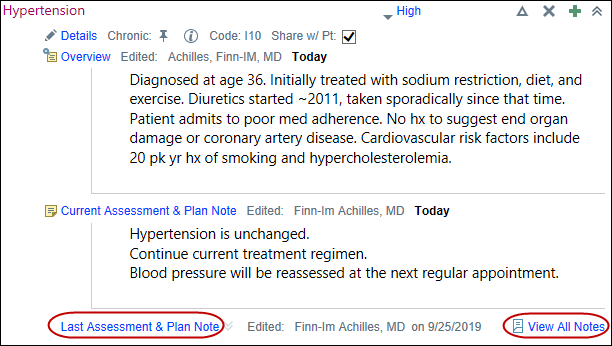 Hypertension High
Details Chronic: Code: I10 Share w/ Pt:
Overview Edited: Achilles, Finn-IM, MD Today
Diagnosed at age 36. Initially treated with sodium restriction, diet, and
exercise. Diuretics started ~2011, taken sporadically since that time.
Patient admits to poor med adherence. No hx to suggest end organ
damage or coronary artery disease. Cardiovascular risk factors include
20 pk yr hx of smoking and hypercholesterolemia.
Current Assessment & Plan Note Edited: Finn-Im Achilles, MD Today
Hypertension is unchanged.
Continue current treatment regimen.
Blood pressure will be reassessed at the next regular appointment.
Last Assessment & Plan Note Edited: Finn-Im Achilles, MD on 9/25/2019 View All Notes